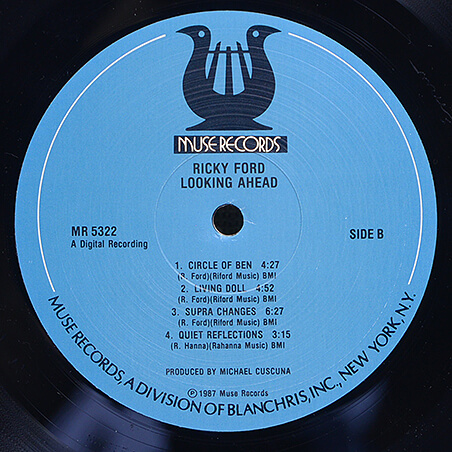 MUSE RECORDS
RICKY FORD
LOOKING AHEAD
MR 5322
A Digital Recording
SIDE B
1. CIRCLE OF BEN 4:27
(R. Ford)(Riford Music) BMI
2. LIVING DOLL 4:52
(R. Ford)(Riford Music) BMI
3. SUPRA CHANGES 6:27
(R. Ford)(Riford Music) BMI
4. QUIET REFLECTIONS 3:15
(R. Hanna)(Rahanna Music) BMI
PRODUCED BY MICHAEL CUSCUNA
℗ 1987 Muse Records
MUSE RECORDS, A DIVISION OF BLANCHRIS, INC., NEW YORK, N.Y.